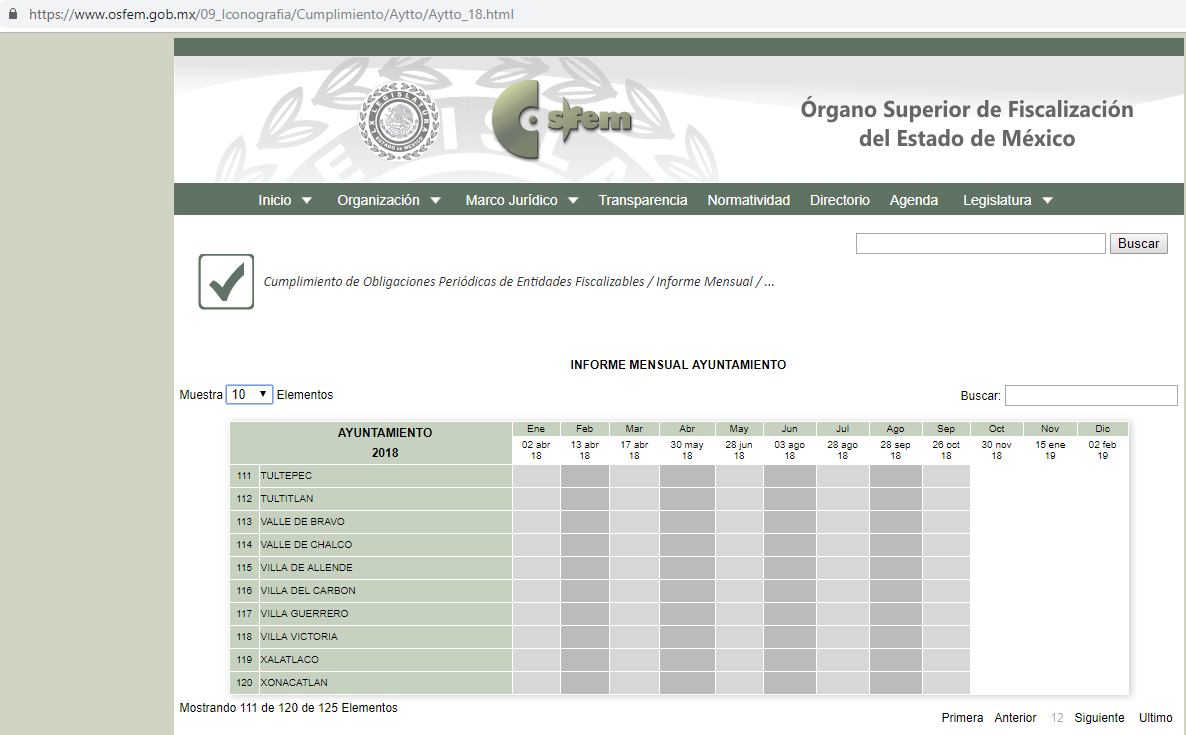 https://www.osfem.gob.mx/09_Iconografia/Cumplimiento/Aytto/Aytto_18.html
LEGISLATURA
ESTADO DE MEXICO
Osfem
Órgano Superior de Fiscalización
del Estado de México
Inicio Organización Marco Jurídico Transparencia Normatividad Directorio Agenda Legislatura
Buscar
Cumplimiento de Obligaciones Periódicas de Entidades Fiscalizables / Informe Mensual / ...
INFORME MENSUAL AYUNTAMIENTO
Muestra 10 Elementos Buscar:
AYUNTAMIENTO Ene Feb Mar Abr May Jun Jul Ago Sep Oct Nov Dic
2018 02 abr 13 abr 17 abr 30 may 28 jun 03 ago 28 ago 28 sep 26 oct 30 nov 15 ene 02 feb
18 18 18 18 18 18 18 18 18 18 19 19
111 TULTEPEC
112 TULTITLAN
113 VALLE DE BRAVO
114 VALLE DE CHALCO
115 VILLA DE ALLENDE
116 VILLA DEL CARBON
117 VILLA GUERRERO
118 VILLA VICTORIA
119 XALATLACO
120 XONACATLAN
Mostrando 111 de 120 de 125 Elementos
Primera Anterior 12 Siguiente Ultimo